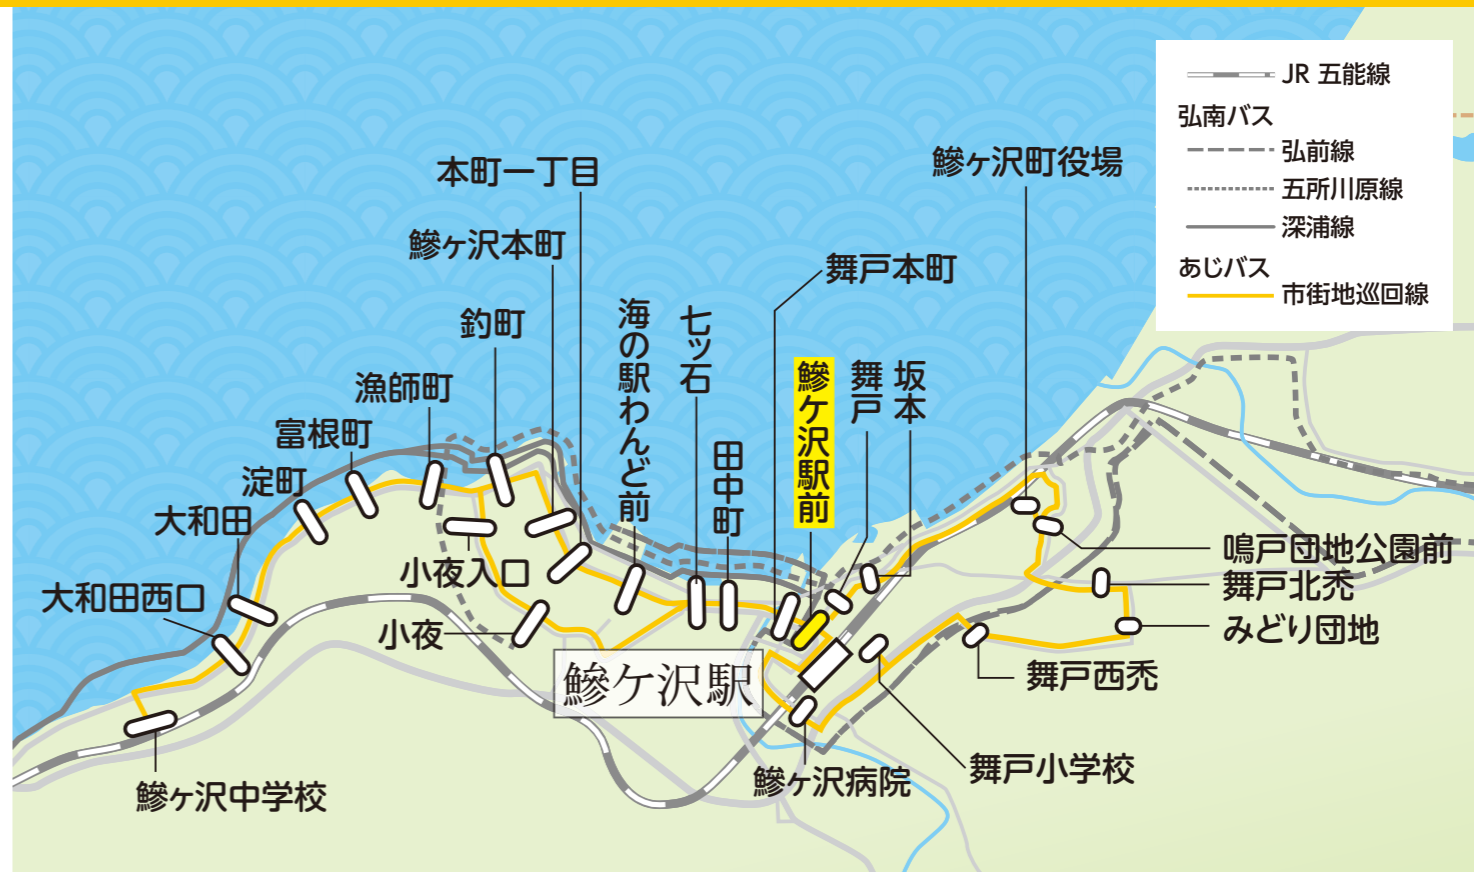 JR 五能線
弘南バス
弘前線
五所川原線
深浦線
あじバス
市街地巡回線
本町一丁目
鰺ヶ沢町役場
鰺ヶ沢本町
舞戸本町
釣町
海の駅わんど前
七ッ石
漁師町
鰺ケ沢駅前
舞戸
坂本
富根町
田中町
淀町
大和田
小夜入口
鳴戸団地公園前
舞戸北禿
大和田西口
小夜
みどり団地
鰺ケ沢駅
舞戸西禿
舞戸小学校
鰺ヶ沢病院
鰺ヶ沢中学校